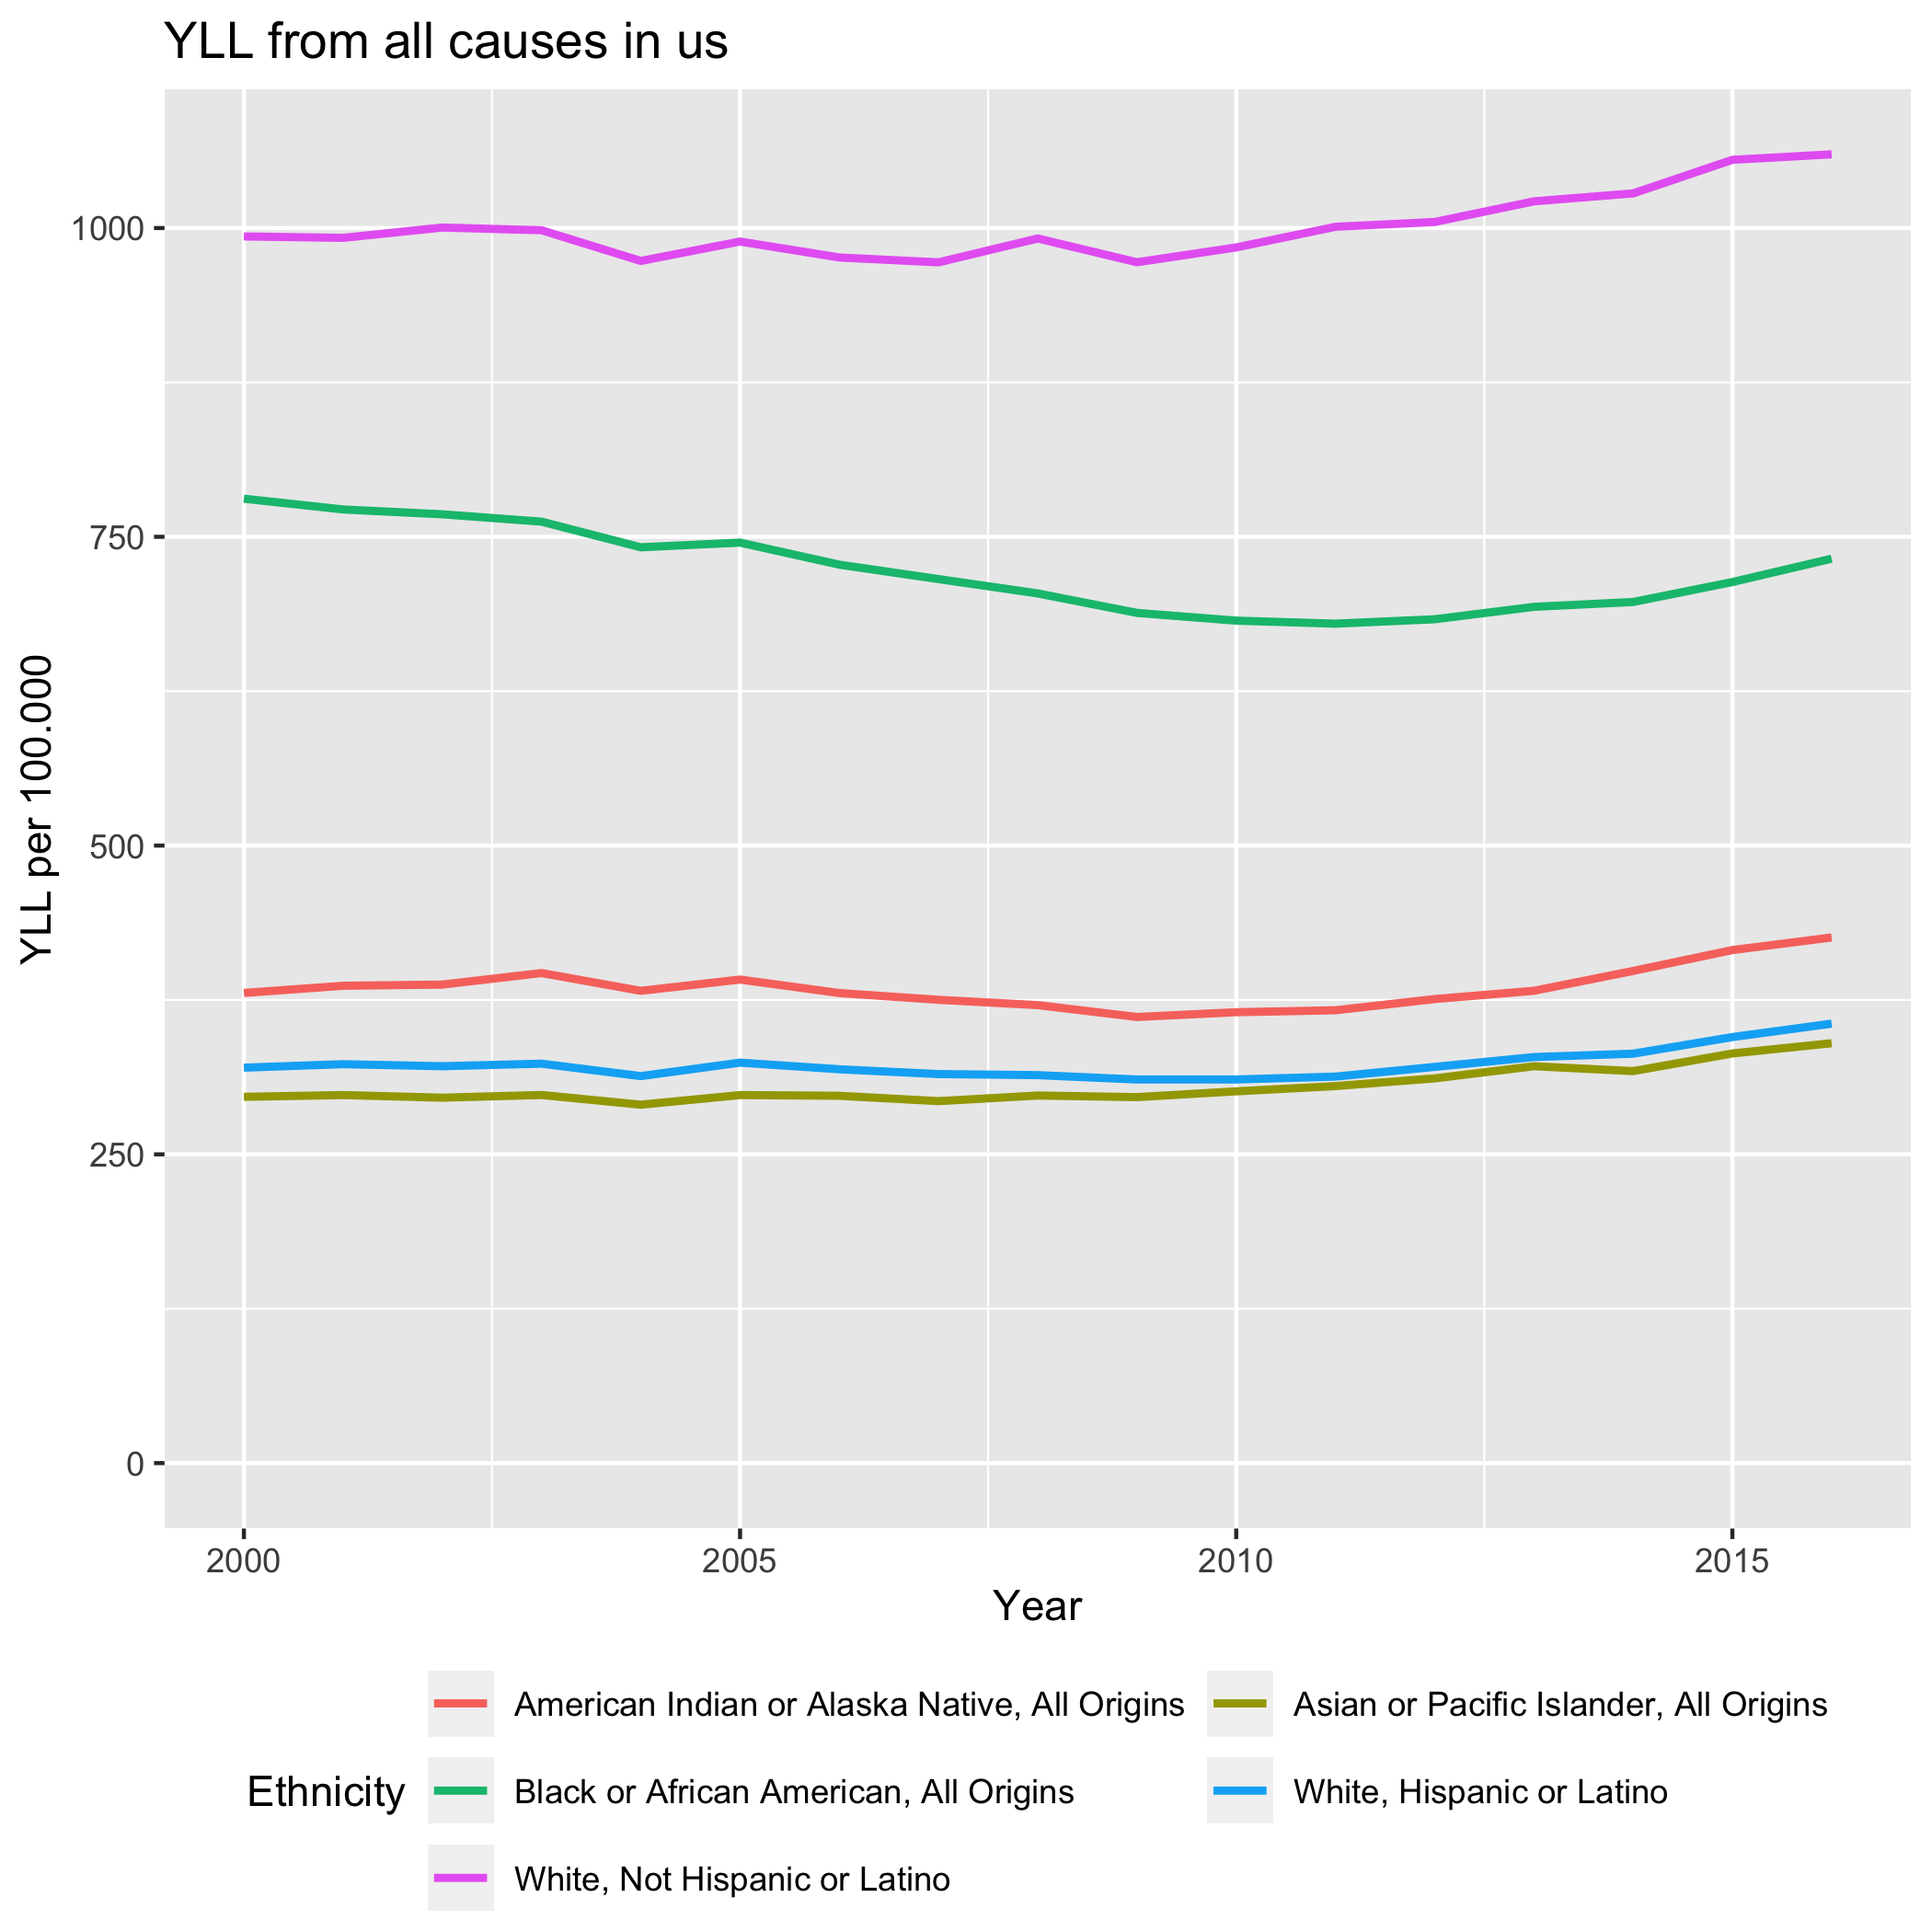 YLL from all causes in us
YLL per 100.000
1000
750
500
250
0
2000 2005 2010 2015
Year
Ethnicity
American Indian or Alaska Native, All Origins
Asian or Pacific Islander, All Origins
Black or African American, All Origins
White, Hispanic or Latino
White, Not Hispanic or Latino